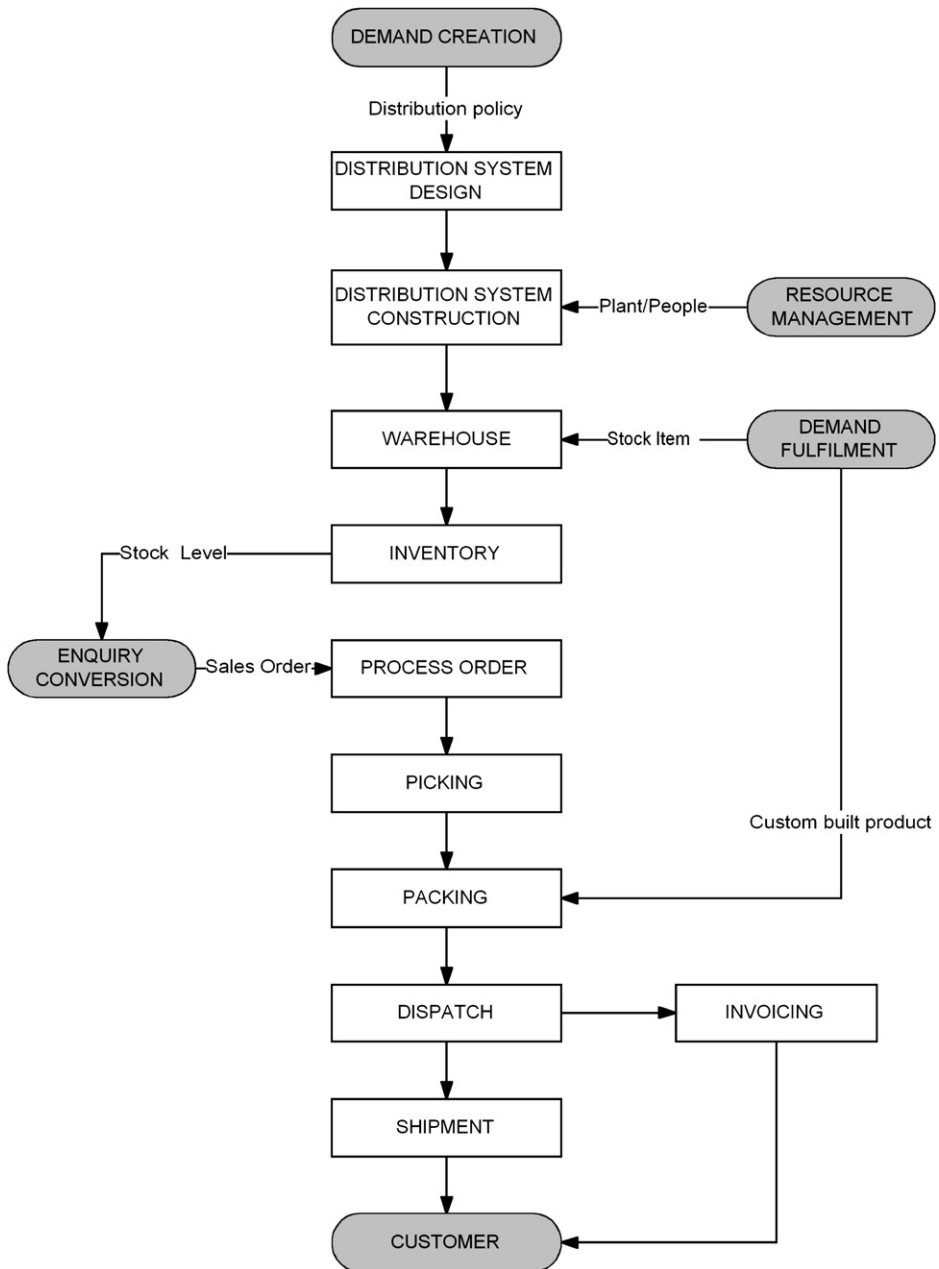 DEMAND CREATION
Distribution policy
DISTRIBUTION SYSTEM
DESIGN
DISTRIBUTION SYSTEM
CONSTRUCTION
Plant/People
RESOURCE
MANAGEMENT
WAREHOUSE
Stock Item
DEMAND
FULFILMENT
Stock Level
INVENTORY
ENQUIRY
CONVERSION
Sales Order
PROCESS ORDER
PICKING
Custom built product
PACKING
DISPATCH
INVOICING
SHIPMENT
CUSTOMER